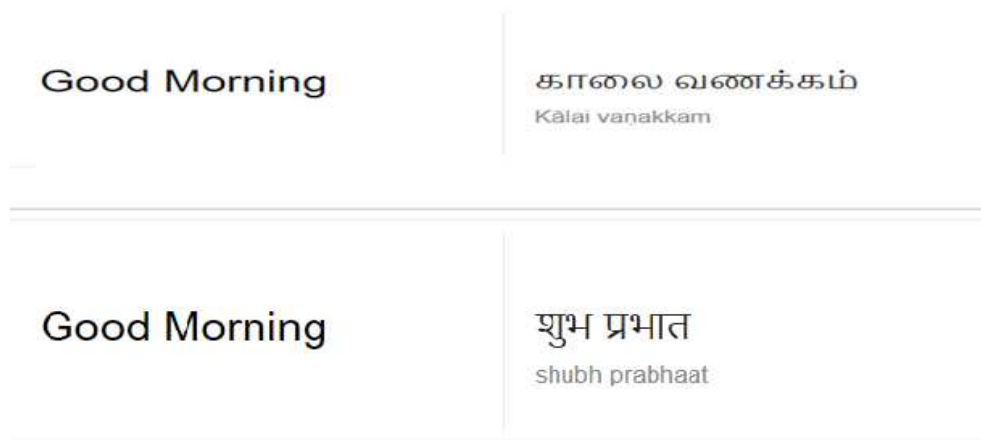 Good Morning
காலை வணக்கம்
Kālai vaṇakkam
Good Morning
शुभ प्रभात
shubh prabhaat